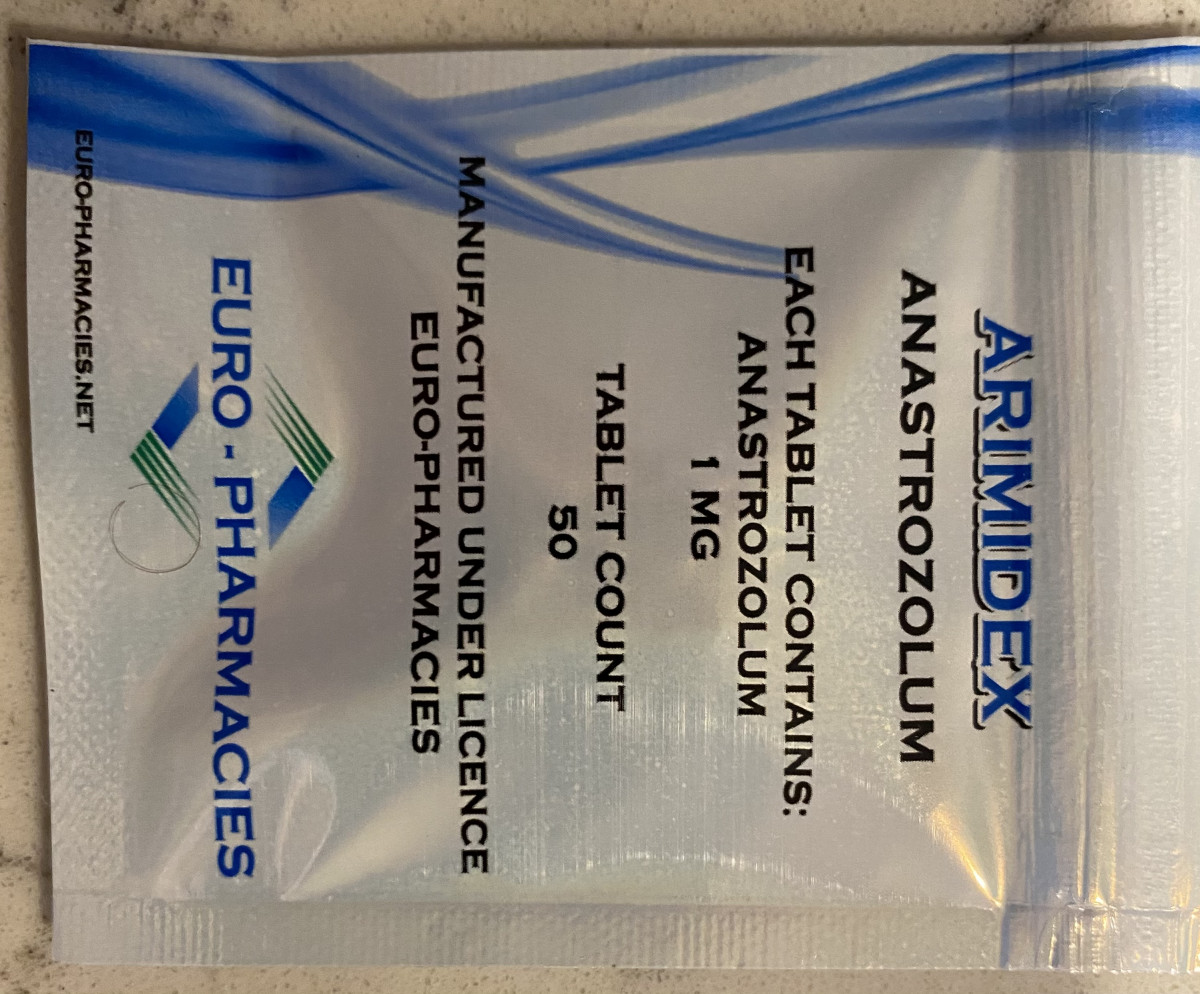 ARIMIDEX
ANASTROZOLUM
EACH TABLET CONTAINS:
ANASTROZOLUM
1 MG
TABLET COUNT
50
MANUFACTURED UNDER LICENCE
EURO-PHARMACIES
EURO - PHARMACIES
EURO-PHARMACIES.NET